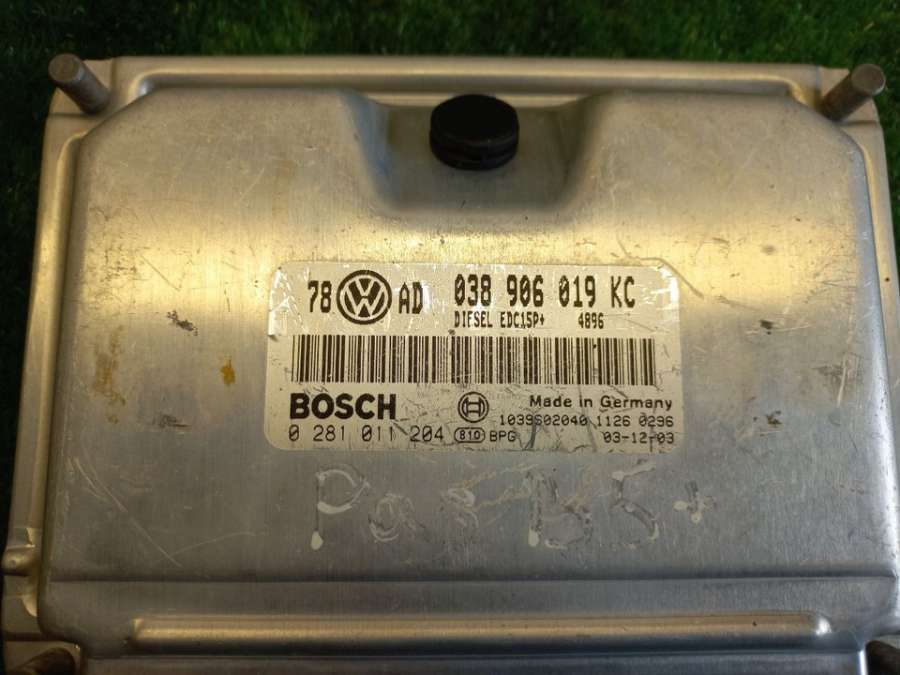 78 VW AD 038 906 019 KC
DIESEL EDC15P+ 4896
BOSCH
Made in Germany
1039S02040 1126 0296
0 281 011 204 810 BPG 03-12-03
B5+